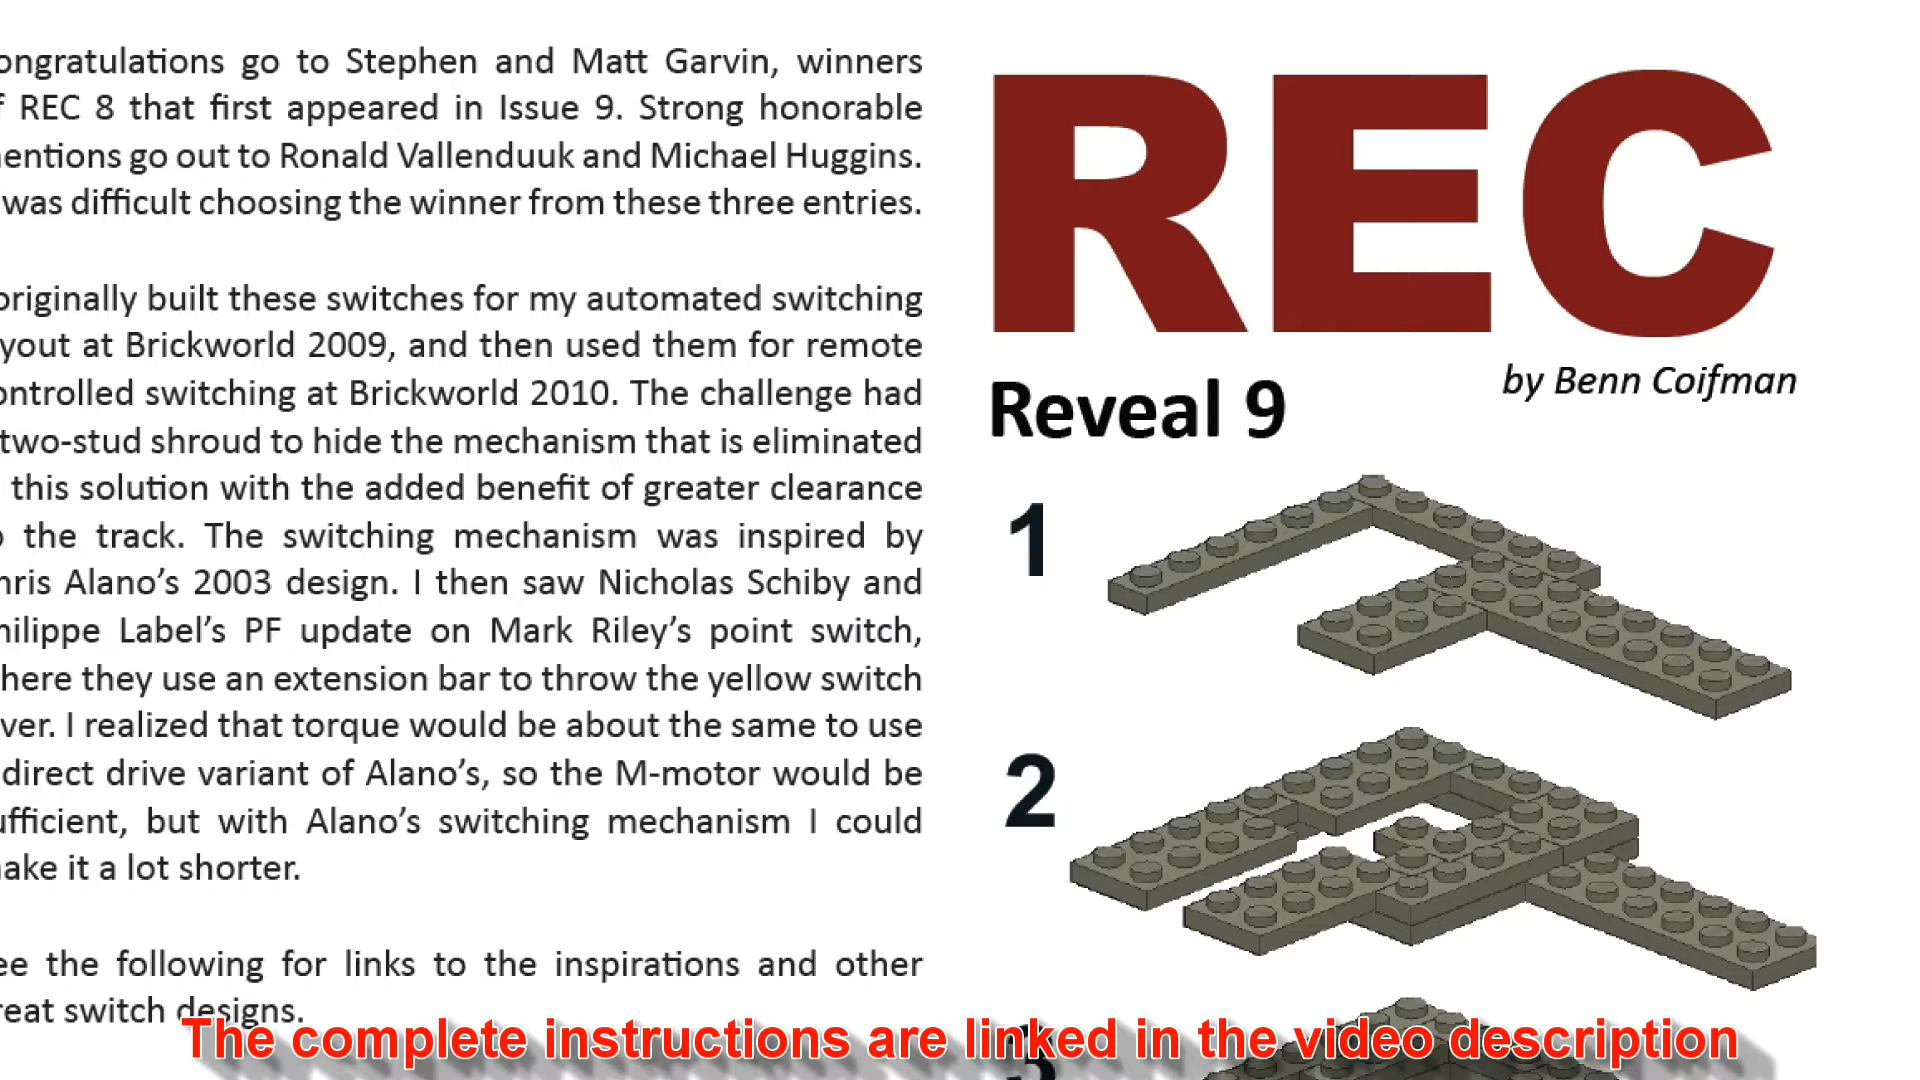 ongratulations go to Stephen and Matt Garvin, winners
f REC 8 that first appeared in Issue 9. Strong honorable
entions go out to Ronald Vallenduuk and Michael Huggins.
was difficult choosing the winner from these three entries.
originally built these switches for my automated switching
yout at Brickworld 2009, and then used them for remote
ontrolled switching at Brickworld 2010. The challenge had
two-stud shroud to hide the mechanism that is eliminated
this solution with the added benefit of greater clearance
o the track. The switching mechanism was inspired by
hris Alano’s 2003 design. I then saw Nicholas Schiby and
hilippe Label’s PF update on Mark Riley’s point switch,
here they use an extension bar to throw the yellow switch
ver. I realized that torque would be about the same to use
direct drive variant of Alano’s, so the M-motor would be
ufficient, but with Alano’s switching mechanism I could
ake it a lot shorter.
ee the following for links to the inspirations and other
reat switch designs.
REC
by Benn Coifman
Reveal 9
1
2
3
The complete instructions are linked in the video description